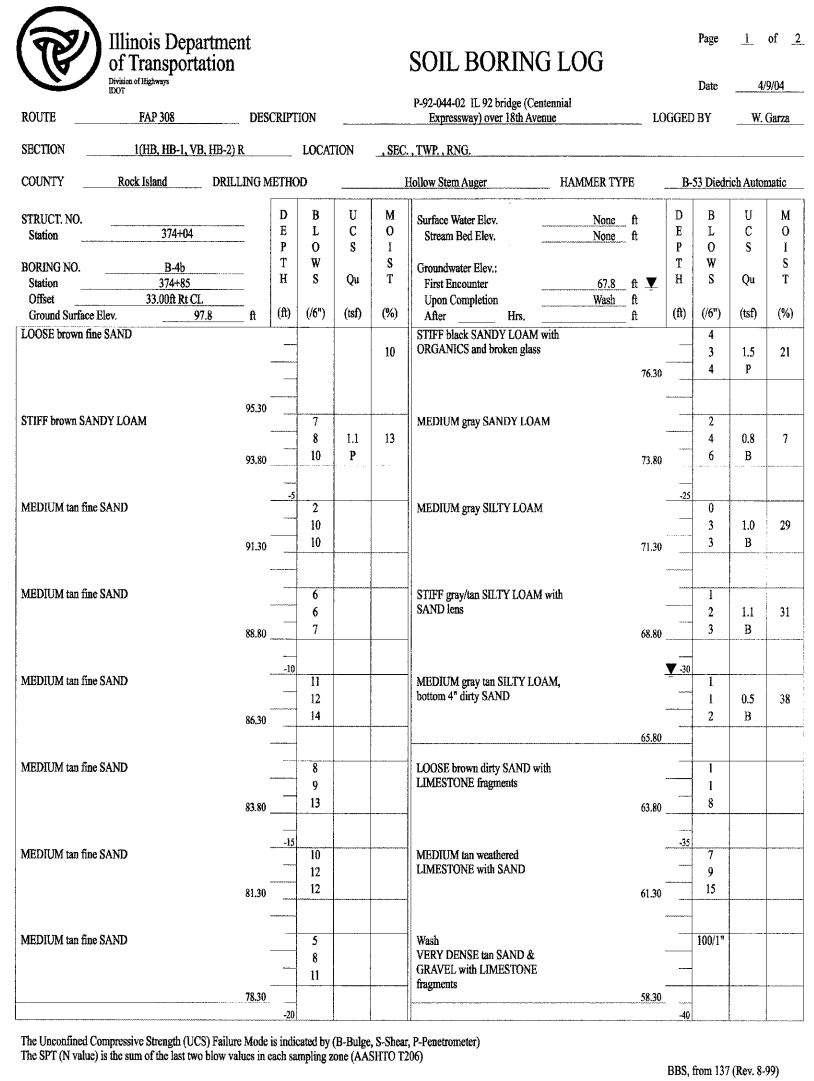 Illinois Department
of Transportation
Division of Highways
IDOT
SOIL BORING LOG
Page 1 of 2
Date 4/9/04
ROUTE FAP 308 DESCRIPTION P-92-044-02 IL 92 bridge (Centennial
Expressway) over 18th Avenue LOGGED BY W. Garza
SECTION 1(HB, HB-1, VB, HB-2) R LOCATION , SEC. , TWP. , RNG.
COUNTY Rock Island DRILLING METHOD Hollow Stem Auger HAMMER TYPE B-53 Diedrich Automatic
STRUCT. NO.
Station 374+04
BORING NO. B-4b
Station 374+85
Offset 33.00ft Rt CL
Ground Surface Elev. 97.8 ft
DEPTH (ft) BLOWS (/6") UCS Qu (tsf) MOIST (%)
Surface Water Elev. None ft
Stream Bed Elev. None ft
Groundwater Elev.:
First Encounter 67.8 ft ▼
Upon Completion Wash ft
After Hrs. ft
DEPTH (ft) BLOWS (/6") UCS Qu (tsf) MOIST (%)
LOOSE brown fine SAND
10
95.30
STIFF brown SANDY LOAM 7
8 1.1 13
93.80 10 P
-5
MEDIUM tan fine SAND 2
10
91.30 10
MEDIUM tan fine SAND 6
6
88.80 7
-10
MEDIUM tan fine SAND 11
12
86.30 14
MEDIUM tan fine SAND 8
9
83.80 13
-15
MEDIUM tan fine SAND 10
12
81.30 12
MEDIUM tan fine SAND 5
8
11
78.30
-20
STIFF black SANDY LOAM with 4
ORGANICS and broken glass 3 1.5 21
76.30 4 P
MEDIUM gray SANDY LOAM 2
4 0.8 7
73.80 6 B
-25
MEDIUM gray SILTY LOAM 0
3 1.0 29
71.30 3 B
STIFF gray/tan SILTY LOAM with 1
SAND lens 2 1.1 31
68.80 3 B
▼ -30
MEDIUM gray tan SILTY LOAM, 1
bottom 4" dirty SAND 1 0.5 38
2 B
65.80
LOOSE brown dirty SAND with 1
LIMESTONE fragments 1
63.80 8
-35
MEDIUM tan weathered 7
LIMESTONE with SAND 9
61.30 15
Wash 100/1"
VERY DENSE tan SAND &
GRAVEL with LIMESTONE
fragments
58.30
-40
The Unconfined Compressive Strength (UCS) Failure Mode is indicated by (B-Bulge, S-Shear, P-Penetrometer)
The SPT (N value) is the sum of the last two blow values in each sampling zone (AASHTO T206)
BBS, from 137 (Rev. 8-99)